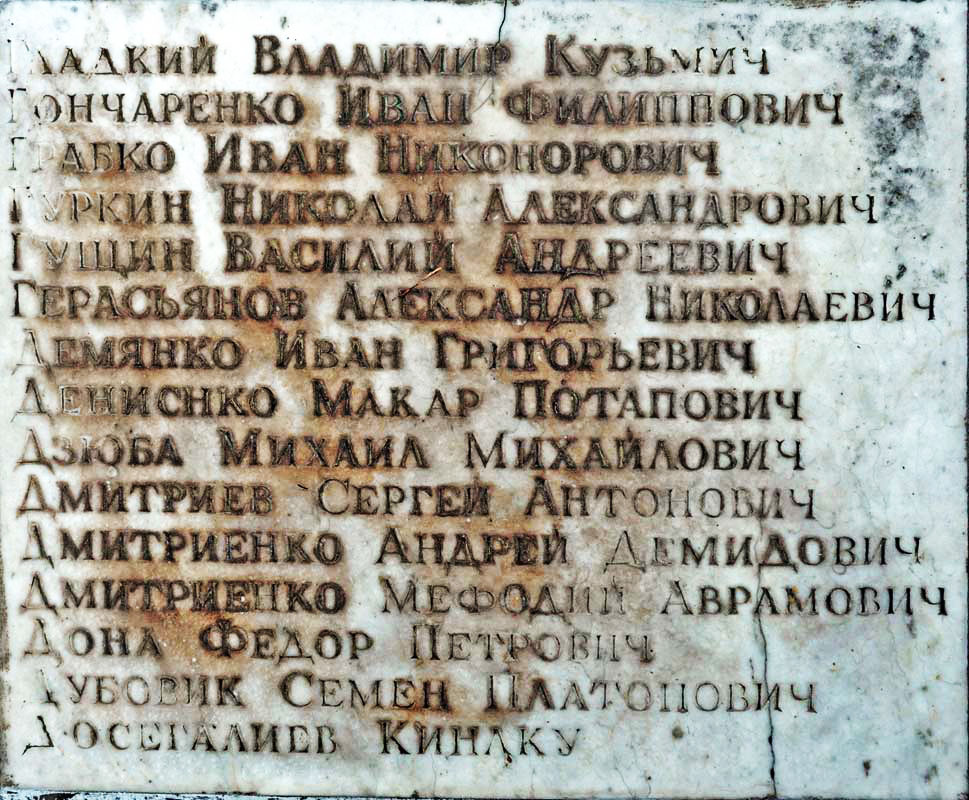 Гладкий Владимир Кузьмич
Гончаренко Иван Филиппович
Грабко Иван Никонорович
Гуркин Николай Александрович
Гущин Василий Андреевич
Герасьянов Александр Николаевич
Демянко Иван Григорьевич
Дениснко Макар Потапович
Дзюба Михаил Михайлович
Дмитриев Сергей Антонович
Дмитриенко Андрей Демидович
Дмитриенко Мефодий Аврамович
Дона Федор Петрович
Дубовик Семен Платонович
Досегалиев Кинаку